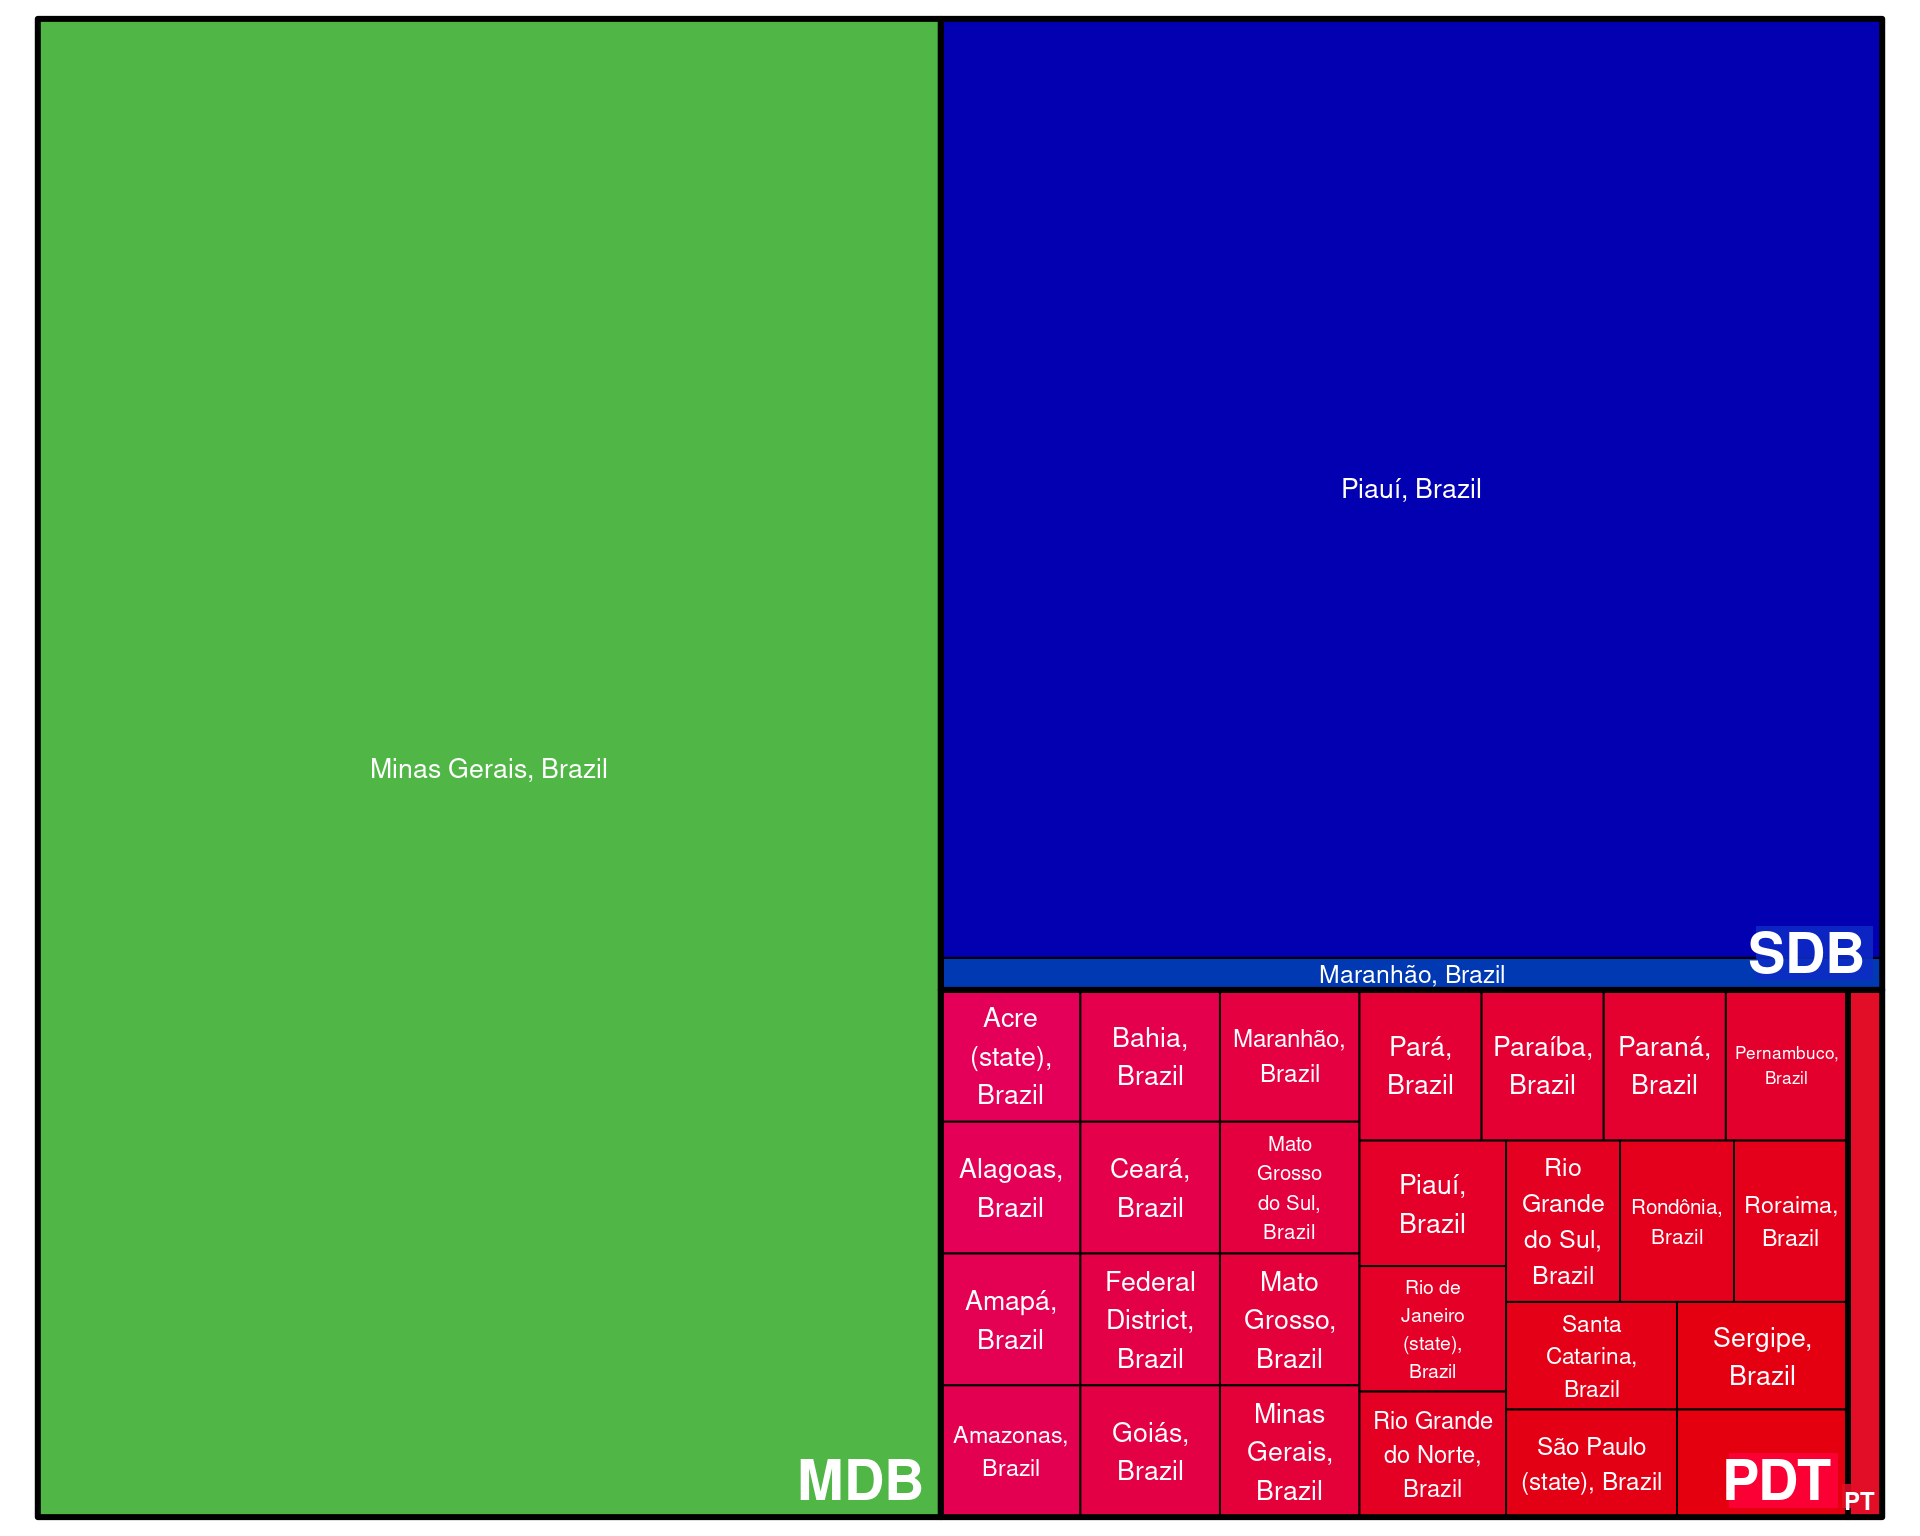 Minas Gerais, Brazil
MDB
Piauí, Brazil
SDB
Maranhão, Brazil
Acre
(state),
Brazil
Alagoas,
Brazil
Amapá,
Brazil
Amazonas,
Brazil
Bahia,
Brazil
Ceará,
Brazil
Federal
District,
Brazil
Goiás,
Brazil
Maranhão,
Brazil
Mato
Grosso
do Sul,
Brazil
Mato
Grosso,
Brazil
Minas
Gerais,
Brazil
Pará,
Brazil
Paraíba,
Brazil
Paraná,
Brazil
Pernambuco,
Brazil
Piauí,
Brazil
Rio de
Janeiro
(state),
Brazil
Rio Grande
do Norte,
Brazil
Rio
Grande
do Sul,
Brazil
Rondônia,
Brazil
Roraima,
Brazil
Santa
Catarina,
Brazil
Sergipe,
Brazil
São Paulo
(state), Brazil
PDT
PT